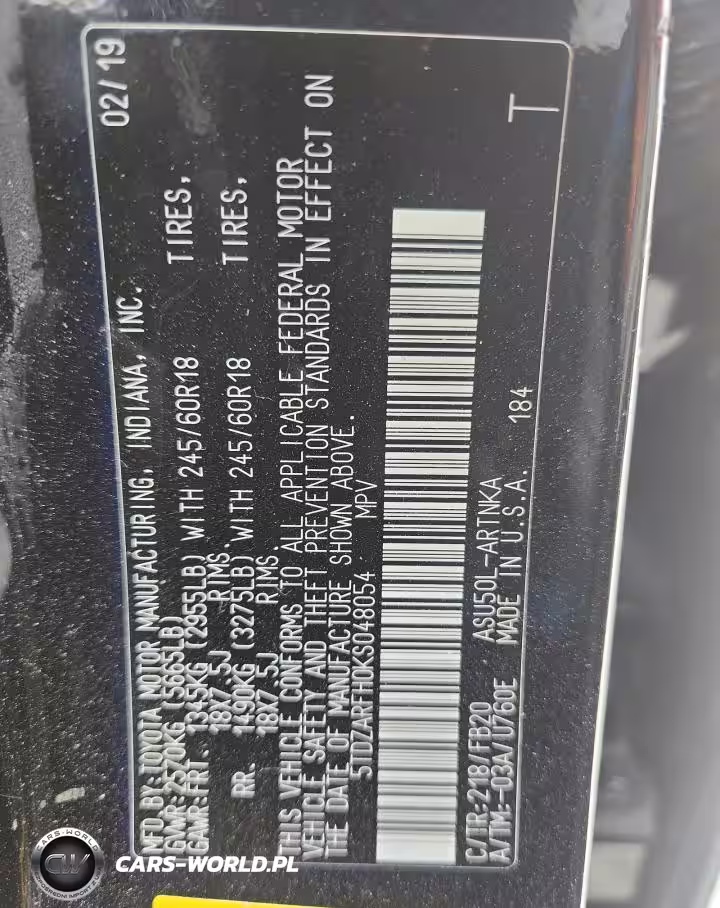 MFD.BY:TOYOTA MOTOR MANUFACTURING, INDIANA, INC. 02/19
GVWR:2570KG (5665LB)
GAWR:FRT. 1345KG (2955LB) WITH 245/60R18 TIRES,
18X7.5J RIMS.
RR. 1490KG (3275LB) WITH 245/60R18 TIRES,
18X7.5J RIMS.
THIS VEHICLE CONFORMS TO ALL APPLICABLE FEDERAL MOTOR
VEHICLE SAFETY AND THEFT PREVENTION STANDARDS IN EFFECT ON
THE DATE OF MANUFACTURE SHOWN ABOVE.
5TDZARFH0KS048054 MPV
C/TR:218/FB20 ASU50L-ARTNKA T
A/TM:-03A/U760E MADE IN U.S.A. 184
CARS-WORLD.PL